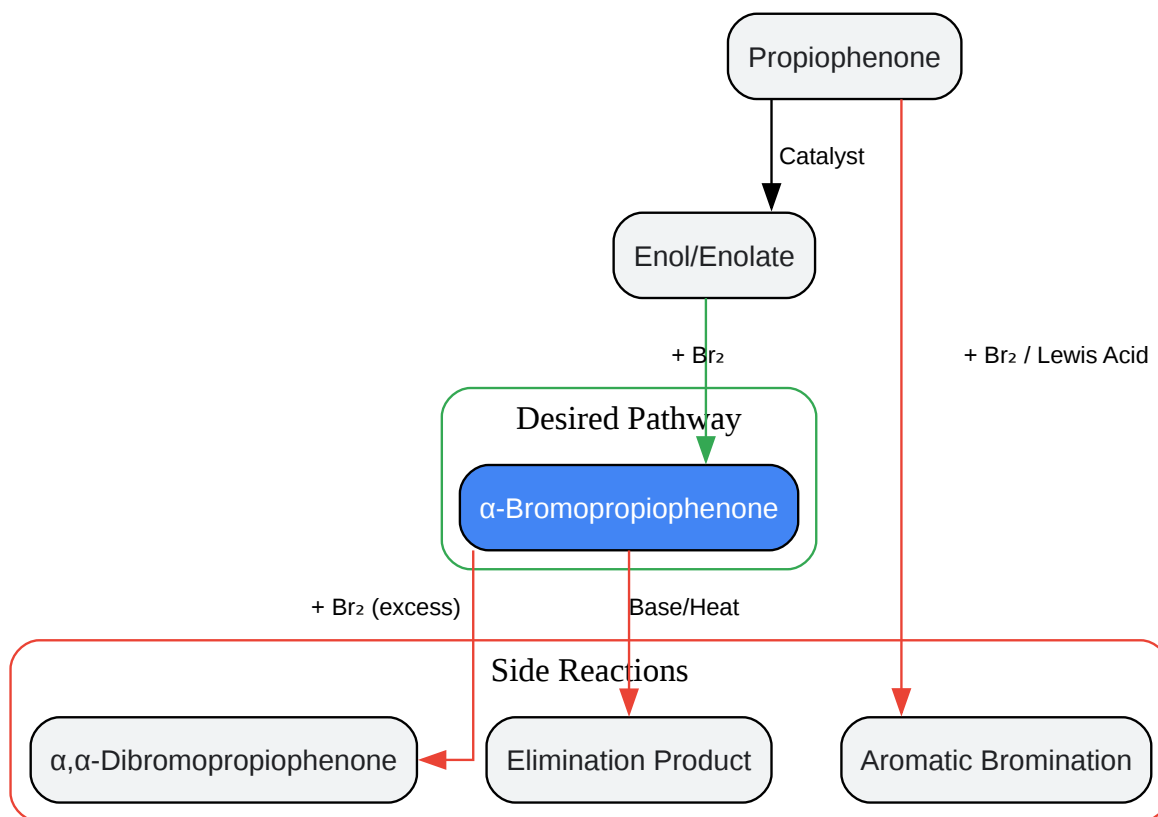 Propiophenone
Catalyst
Enol/Enolate
+ Br₂
+ Br₂ / Lewis Acid
Desired Pathway
α-Bromopropiophenone
+ Br₂ (excess)
Base/Heat
Side Reactions
α,α-Dibromopropiophenone
Elimination Product
Aromatic Bromination